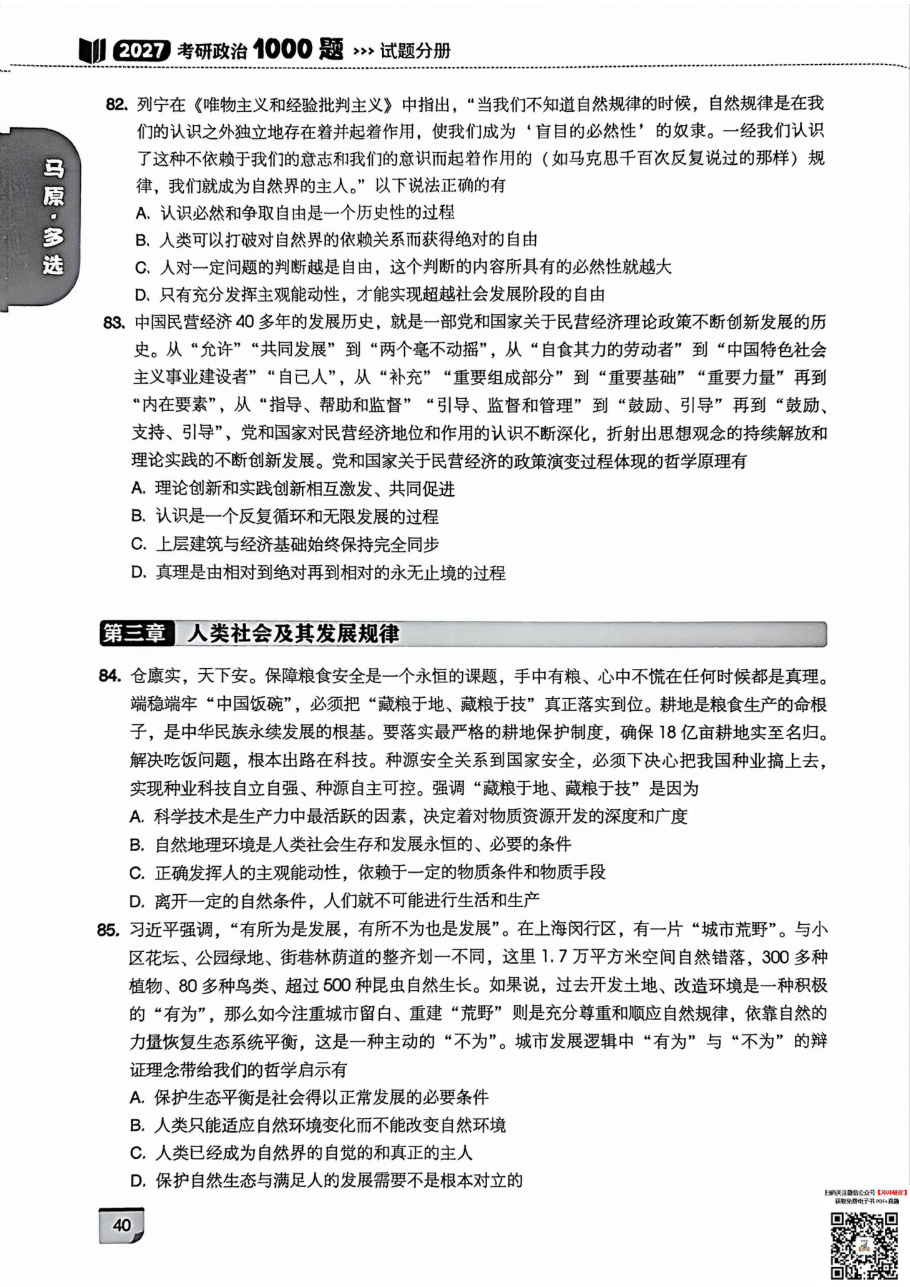 2027 考研政治 1000 题 >>> 试题分册
马原·多选
82. 列宁在《唯物主义和经验批判主义》中指出，“当我们不知道自然规律的时候，自然规律是在我
们的认识之外独立地存在着并起着作用，使我们成为‘盲目的必然性’的奴隶。一经我们认识
了这种不依赖于我们的意志和我们的意识而起着作用的（如马克思千百次反复说过的那样）规
律，我们就成为自然界的主人。”以下说法正确的有
A. 认识必然和争取自由是一个历史性的过程
B. 人类可以打破对自然界的依赖关系而获得绝对的自由
C. 人对一定问题的判断越是自由，这个判断的内容所具有的必然性就越大
D. 只有充分发挥主观能动性，才能实现超越社会发展阶段的自由
83. 中国民营经济 40 多年的发展历史，就是一部党和国家关于民营经济理论政策不断创新发展的历
史。从“允许”“共同发展”到“两个毫不动摇”，从“自食其力的劳动者”到“中国特色社会
主义事业建设者”“自己人”，从“补充”“重要组成部分”到“重要基础”“重要力量”再到
“内在要素”，从“指导、帮助和监督”“引导、监督和管理”到“鼓励、引导”再到“鼓励、
支持、引导”，党和国家对民营经济地位和作用的认识不断深化，折射出思想观念的持续解放和
理论实践的不断创新发展。党和国家关于民营经济的政策演变过程体现的哲学原理有
A. 理论创新和实践创新相互激发、共同促进
B. 认识是一个反复循环和无限发展的过程
C. 上层建筑与经济基础始终保持完全同步
D. 真理是由相对到绝对再到相对的永无止境的过程
第三章 人类社会及其发展规律
84. 仓廪实，天下安。保障粮食安全是一个永恒的课题，手中有粮、心中不慌在任何时候都是真理。
端稳端牢“中国饭碗”，必须把“藏粮于地、藏粮于技”真正落实到位。耕地是粮食生产的命根
子，是中华民族永续发展的根基。要落实最严格的耕地保护制度，确保 18 亿亩耕地实至名归。
解决吃饭问题，根本出路在科技。种源安全关系到国家安全，必须下决心把我国种业搞上去，
实现种业科技自立自强、种源自主可控。强调“藏粮于地、藏粮于技”是因为
A. 科学技术是生产力中最活跃的因素，决定着对物质资源开发的深度和广度
B. 自然地理环境是人类社会生存和发展永恒的、必要的条件
C. 正确发挥人的主观能动性，依赖于一定的物质条件和物质手段
D. 离开一定的自然条件，人们就不可能进行生活和生产
85. 习近平强调，“有所为是发展，有所不为也是发展”。在上海闵行区，有一片“城市荒野”。与小
区花坛、公园绿地、街巷林荫道的整齐划一不同，这里 1.7 万平方米空间自然错落，300 多种
植物、80 多种鸟类、超过 500 种昆虫自然生长。如果说，过去开发土地、改造环境是一种积极
的“有为”，那么如今注重城市留白、重建“荒野”则是充分尊重和顺应自然规律，依靠自然的
力量恢复生态系统平衡，这是一种主动的“不为”。城市发展逻辑中“有为”与“不为”的辩
证理念带给我们的哲学启示有
A. 保护生态平衡是社会得以正常发展的必要条件
B. 人类只能适应自然环境变化而不能改变自然环境
C. 人类已经成为自然界的自觉的和真正的主人
D. 保护自然生态与满足人的发展需要不是根本对立的
40
扫码关注微信公众号【冲冲研资】
获取免费电子书PDF+真题